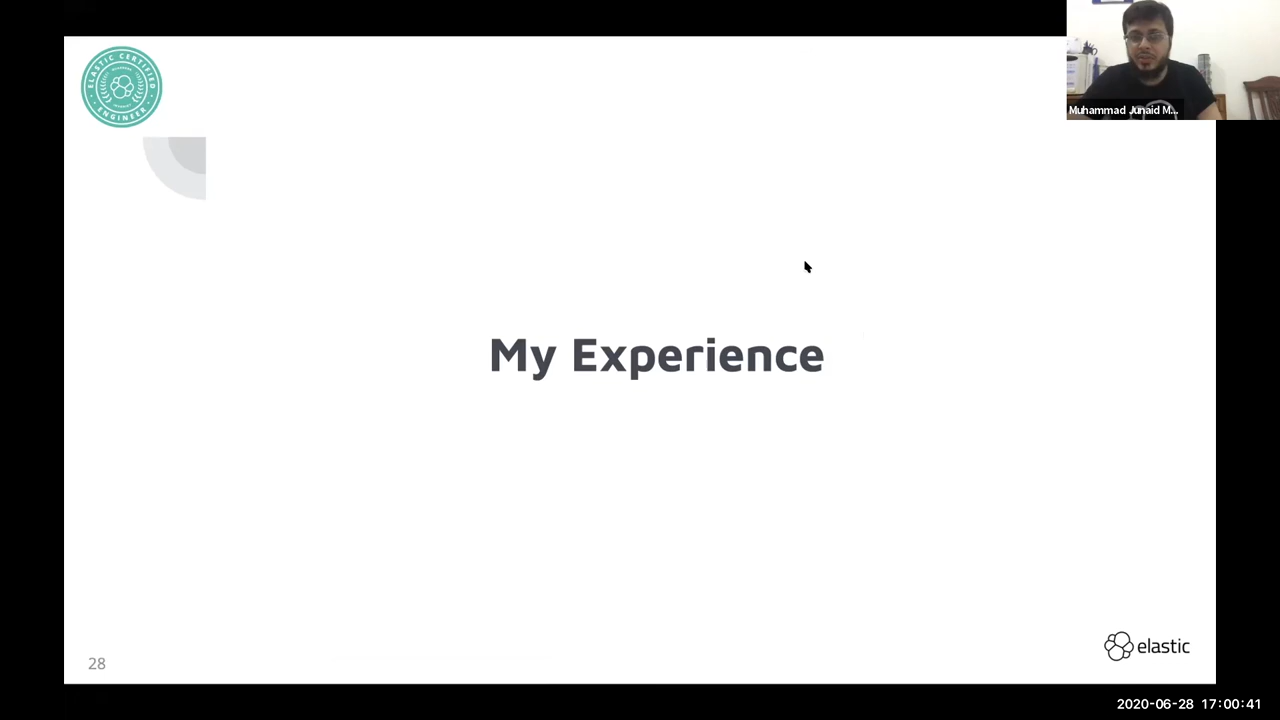 ELASTIC CERTIFIED
ENGINEER
Muhammad Junaid M...
My Experience
elastic
28
2020-06-28 17:00:41